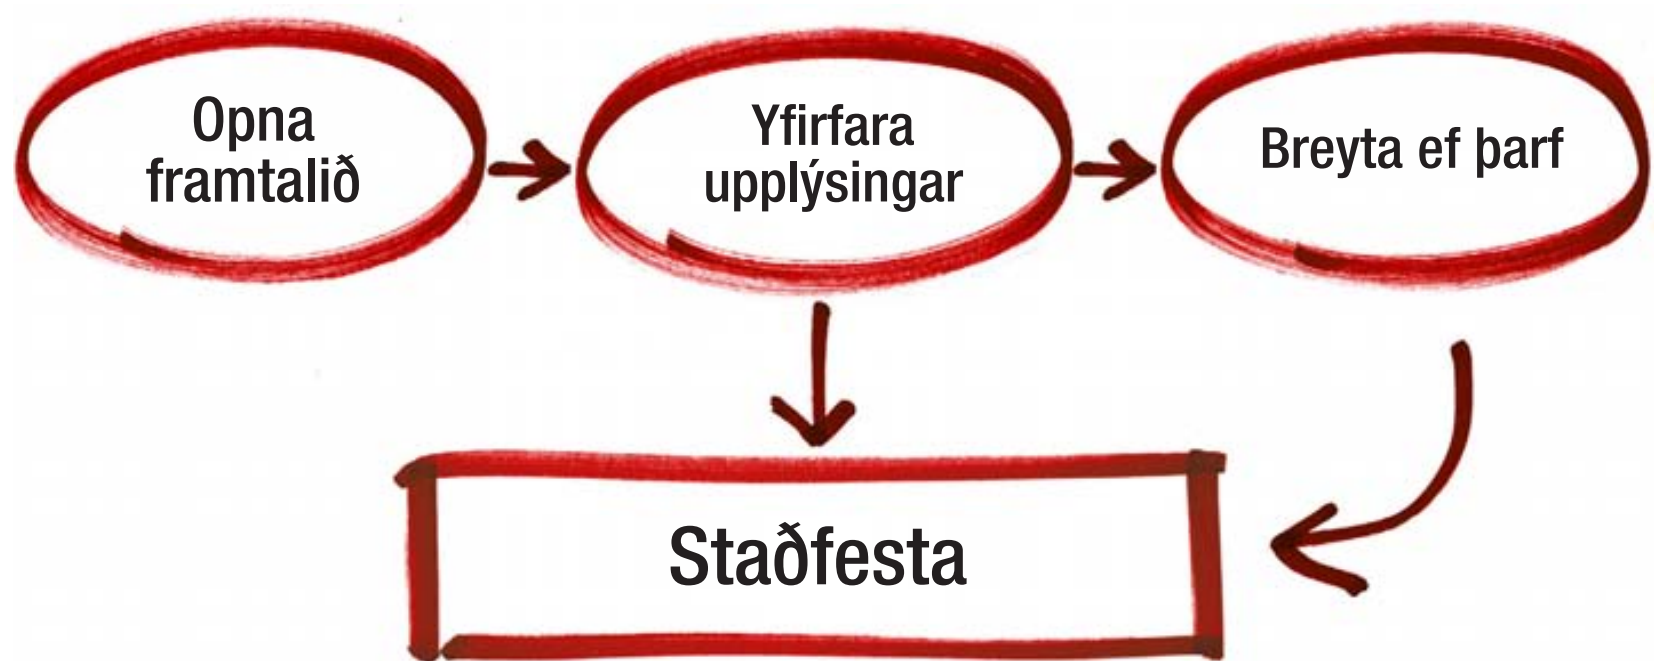 Opna
framtalið
Yfirfara
upplýsingar
Breyta ef þarf
Staðfesta